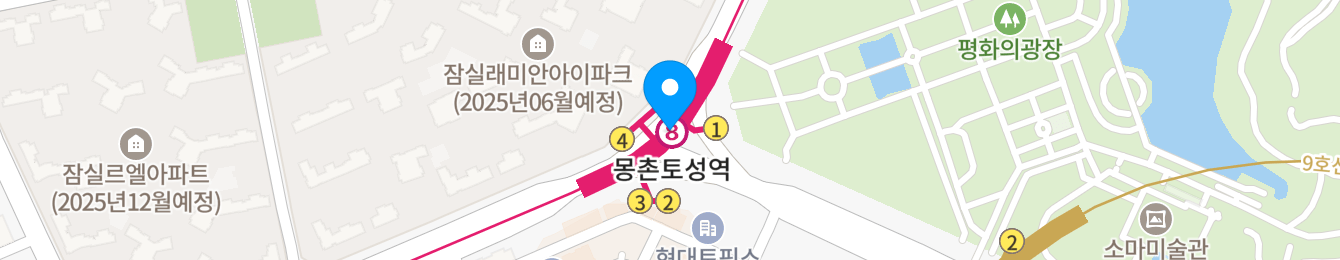 평화의광장
잠실래미안아이파크
(2025년06월예정)
8
1
4
잠실르엘아파트
(2025년12월예정)
몽촌토성역
9호선
3
2
2
소마미술관
현대토픽스